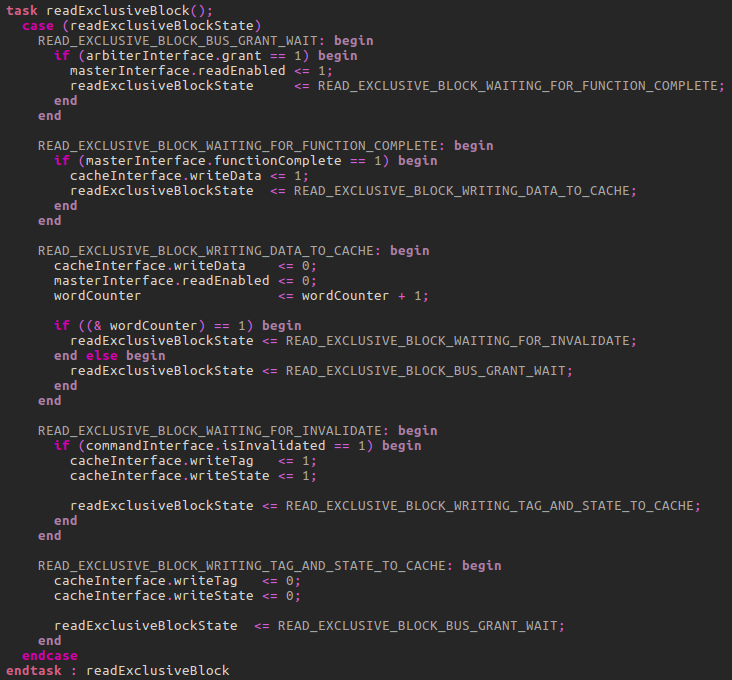 task readExclusiveBlock();
  case (readExclusiveBlockState)
    READ_EXCLUSIVE_BLOCK_BUS_GRANT_WAIT: begin
      if (arbiterInterface.grant == 1) begin
        masterInterface.readEnabled <= 1;
        readExclusiveBlockState     <= READ_EXCLUSIVE_BLOCK_WAITING_FOR_FUNCTION_COMPLETE;
      end
    end

    READ_EXCLUSIVE_BLOCK_WAITING_FOR_FUNCTION_COMPLETE: begin
      if (masterInterface.functionComplete == 1) begin
        cacheInterface.writeData <= 1;
        readExclusiveBlockState  <= READ_EXCLUSIVE_BLOCK_WRITING_DATA_TO_CACHE;
      end
    end

    READ_EXCLUSIVE_BLOCK_WRITING_DATA_TO_CACHE: begin
      cacheInterface.writeData    <= 0;
      masterInterface.readEnabled <= 0;
      wordCounter                 <= wordCounter + 1;

      if ((& wordCounter) == 1) begin
        readExclusiveBlockState <= READ_EXCLUSIVE_BLOCK_WAITING_FOR_INVALIDATE;
      end else begin
        readExclusiveBlockState <= READ_EXCLUSIVE_BLOCK_BUS_GRANT_WAIT;
      end
    end

    READ_EXCLUSIVE_BLOCK_WAITING_FOR_INVALIDATE: begin
      if (commandInterface.isInvalidated == 1) begin
        cacheInterface.writeTag   <= 1;
        cacheInterface.writeState <= 1;

        readExclusiveBlockState <= READ_EXCLUSIVE_BLOCK_WRITING_TAG_AND_STATE_TO_CACHE;
      end
    end

    READ_EXCLUSIVE_BLOCK_WRITING_TAG_AND_STATE_TO_CACHE: begin
      cacheInterface.writeTag   <= 0;
      cacheInterface.writeState <= 0;

      readExclusiveBlockState  <= READ_EXCLUSIVE_BLOCK_BUS_GRANT_WAIT;
    end
  endcase
endtask : readExclusiveBlock